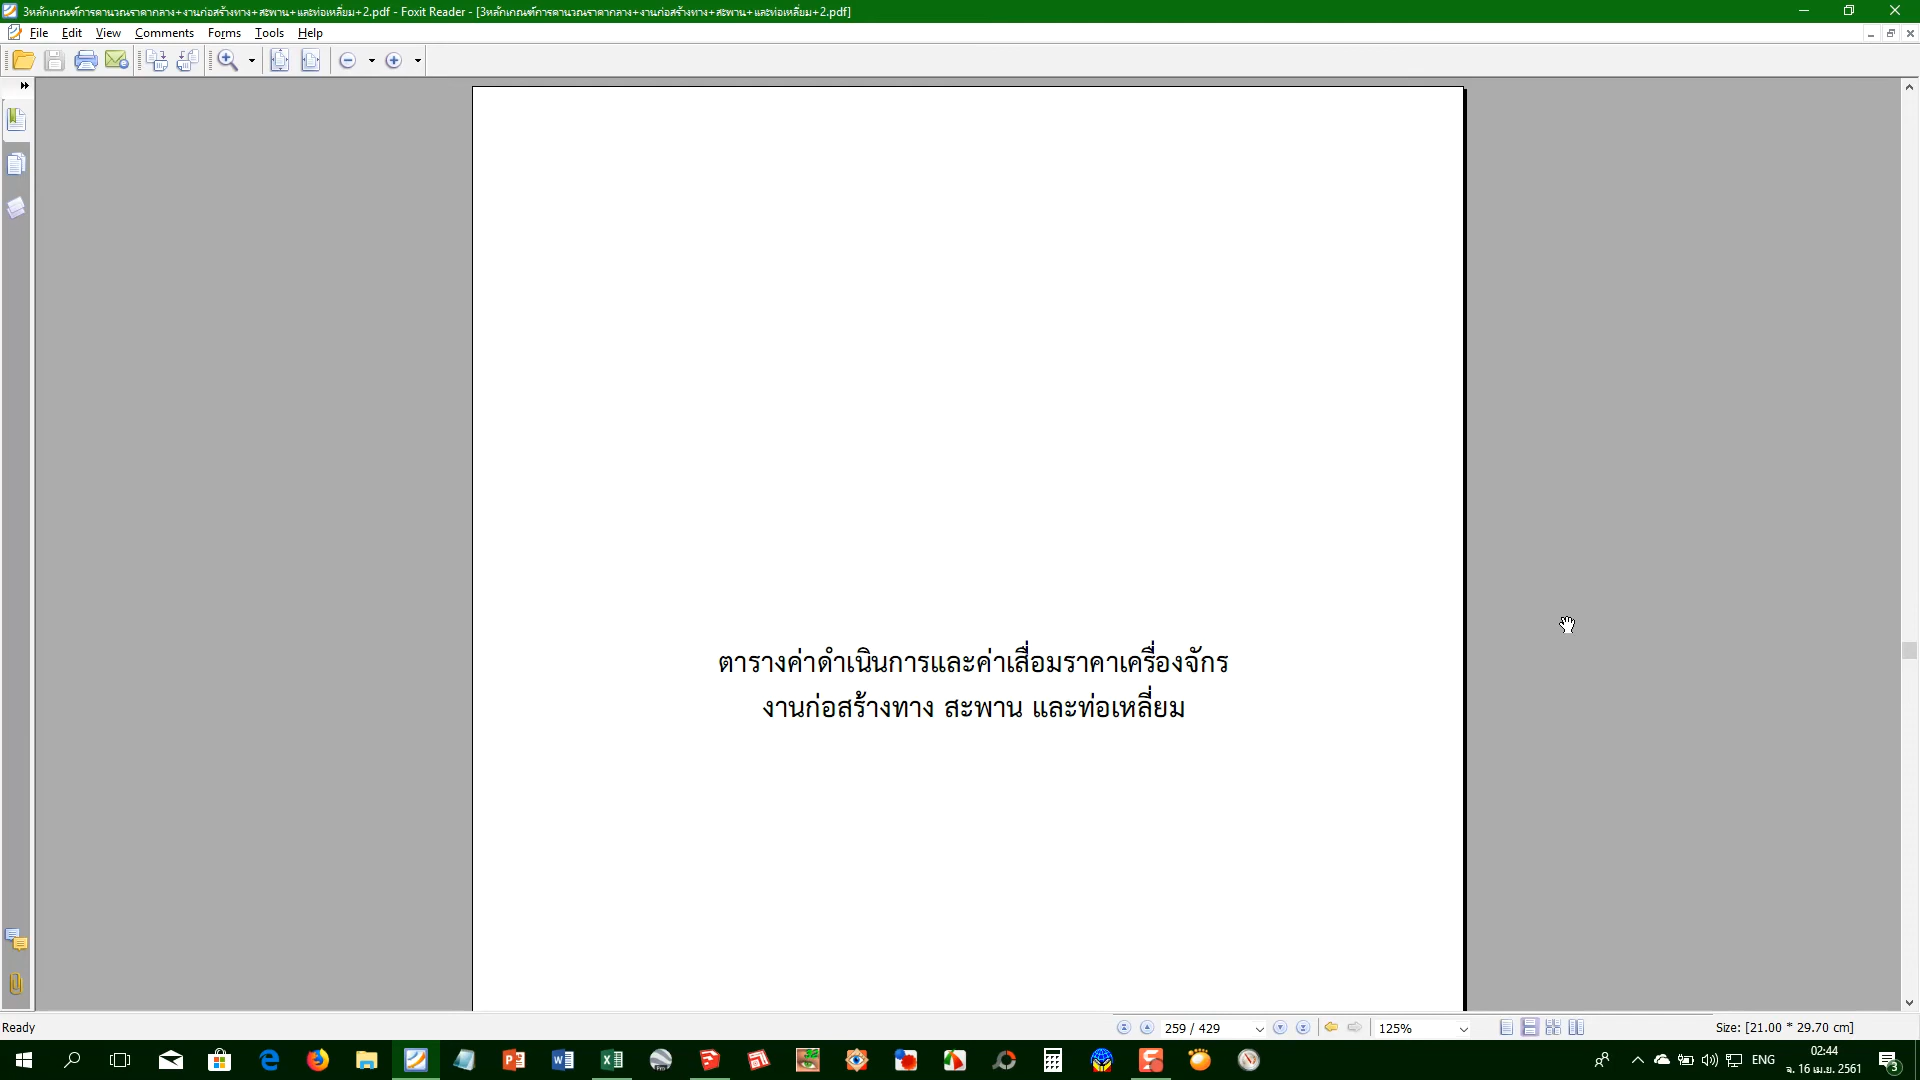 3หลักเกณฑ์การคำนวณราคากลาง+งานก่อสร้างทาง+สะพาน+และท่อเหลี่ยม+2.pdf - Foxit Reader - [3หลักเกณฑ์การคำนวณราคากลาง+งานก่อสร้างทาง+สะพาน+และท่อเหลี่ยม+2.pdf]
File Edit View Comments Forms Tools Help
ตารางค่าดำเนินการและค่าเสื่อมราคาเครื่องจักร
งานก่อสร้างทาง สะพาน และท่อเหลี่ยม
Ready 259 / 429 125% Size: [21.00 * 29.70 cm]
ENG 02:44
จ. 16 เม.ย. 2561 3